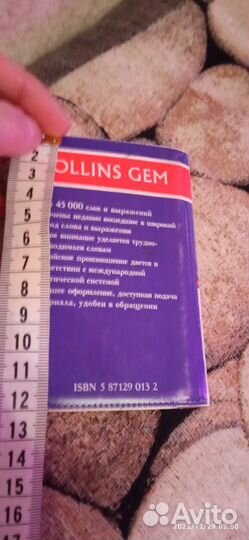 OLLINS GEM
45 000 слов и выражений
чены недавно вошедшие в широкий
од слова и выражения
ое внимание уделяется трудно-
водимым словам
йское произношение дается в
ветствии с международной
тической системой
шее оформление, доступная подача
риала, удобен в обращении
ISBN 5 87129 013 2
2
3
4
5
6
7
8
9
10
11
12
13
14
15
16
17
2022/12/29 02:50
Avito